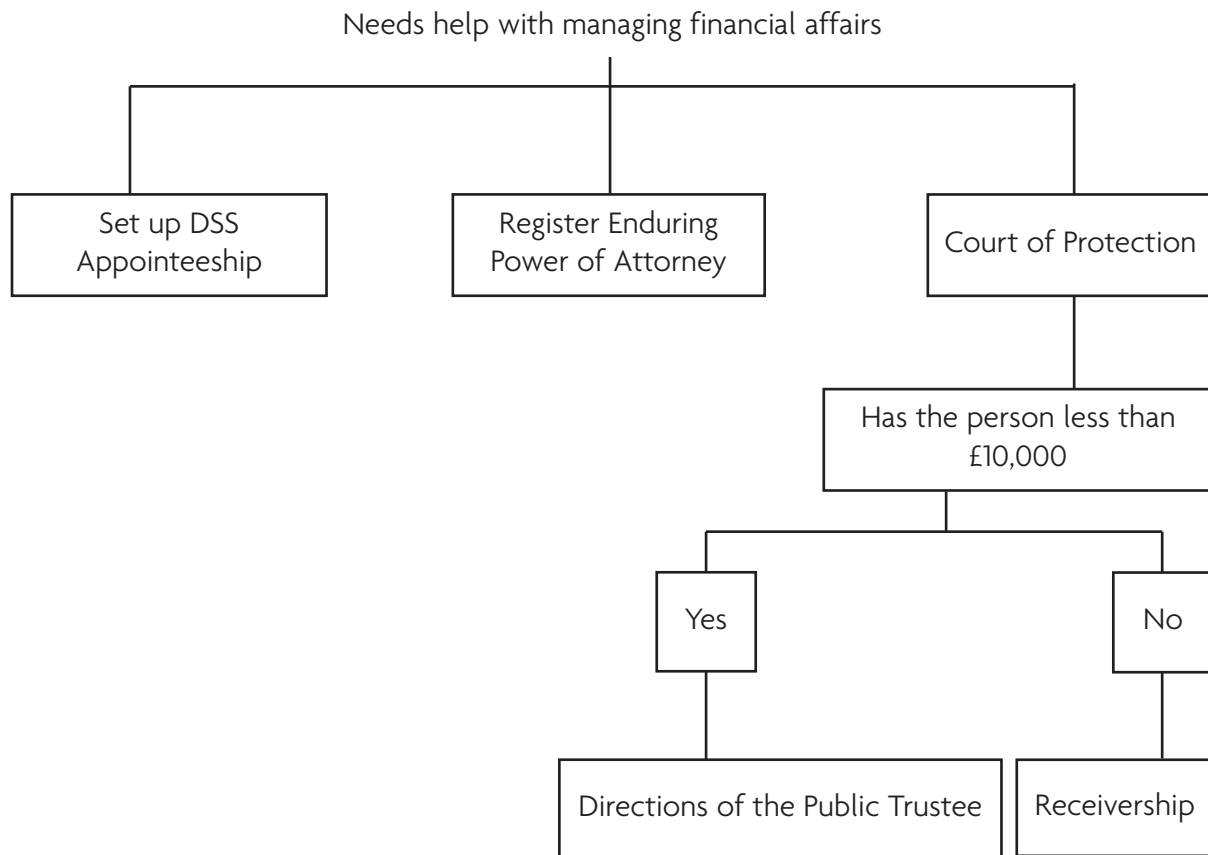 Needs help with managing financial affairs
Set up DSS
Appointeeship
Register Enduring
Power of Attorney
Court of Protection
Has the person less than
£10,000
Yes
No
Directions of the Public Trustee
Receivership